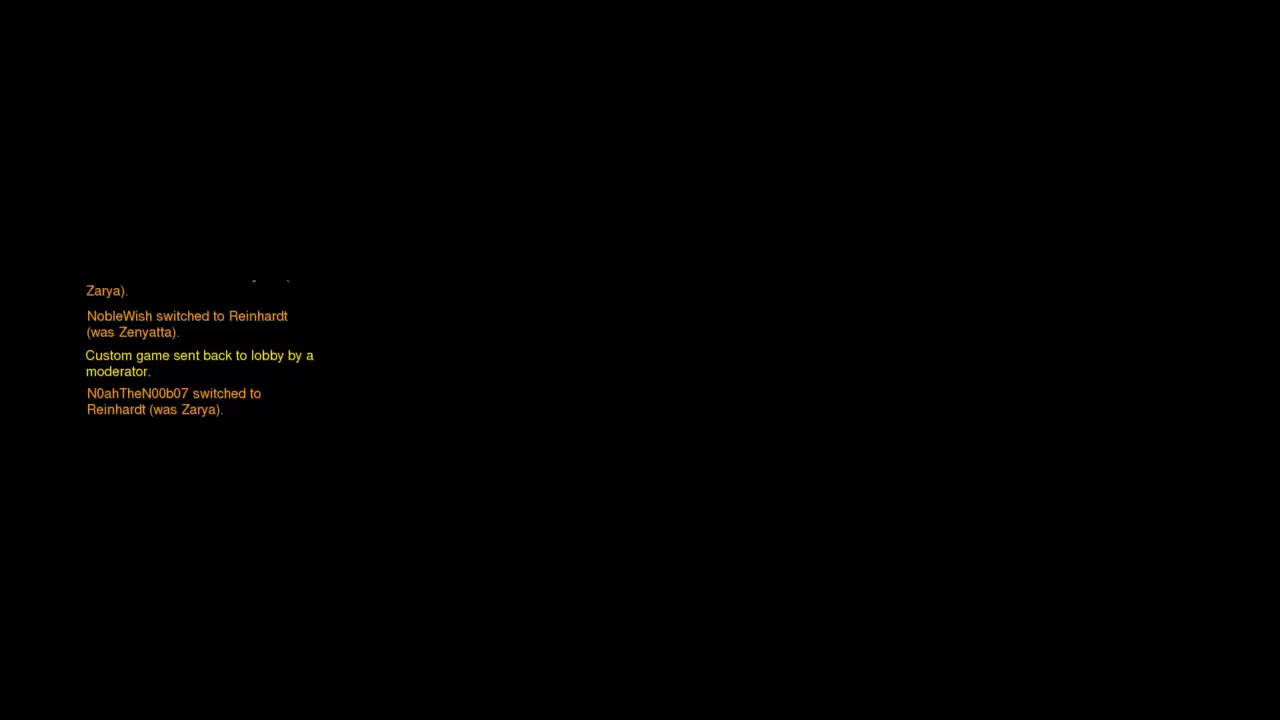 Zarya).
NobleWish switched to Reinhardt
(was Zenyatta).
Custom game sent back to lobby by a
moderator.
N0ahTheN00b07 switched to
Reinhardt (was Zarya).